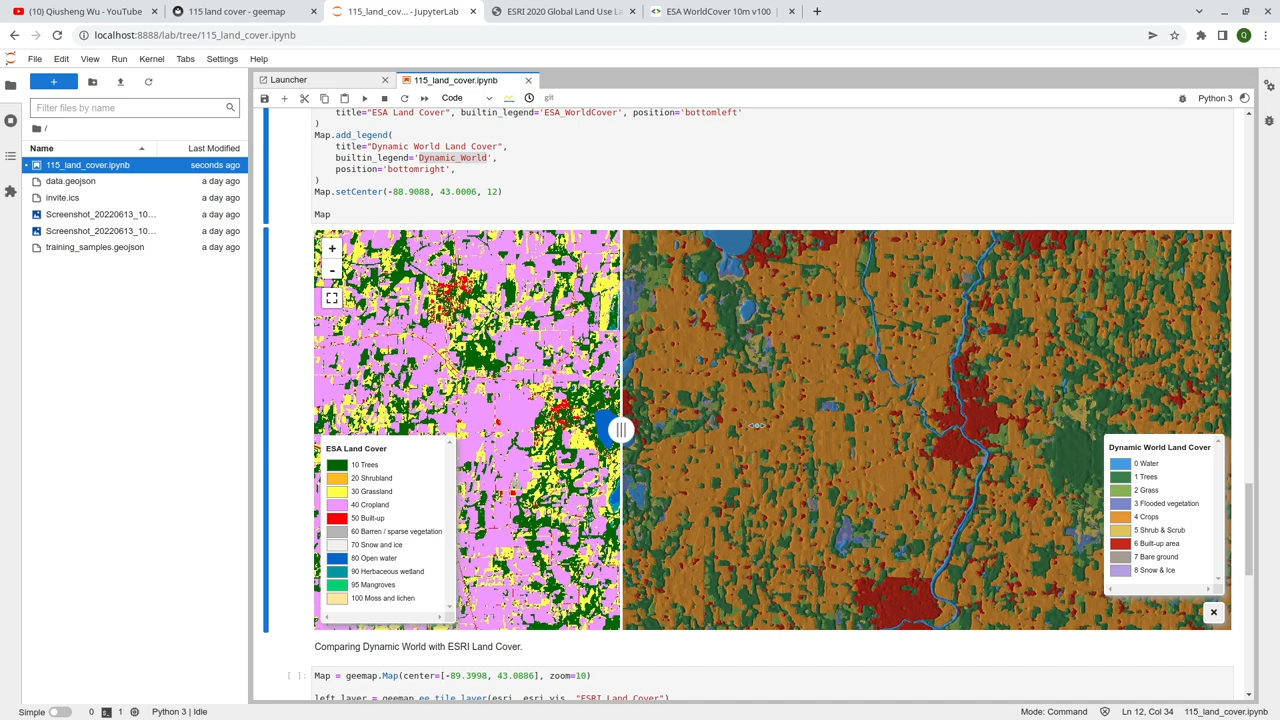 (10) Qiusheng Wu - YouTube
115 land cover - geemap
115_land_cov… - JupyterLab
ESRI 2020 Global Land Use La
ESA WorldCover 10m v100
localhost:8888/lab/tree/115_land_cover.ipynb
Q
File Edit View Run Kernel Tabs Settings Help
Launcher
115_land_cover.ipynb
Code
git
Python 3
Filter files by name
/
Name Last Modified
115_land_cover.ipynb seconds ago
data.geojson a day ago
invite.ics a day ago
Screenshot_20220613_10… a day ago
Screenshot_20220613_10… a day ago
training_samples.geojson a day ago
title="ESA Land Cover", builtin_legend='ESA_WorldCover', position='bottomleft'
)
Map.add_legend(
title="Dynamic World Land Cover",
builtin_legend='Dynamic_World',
position='bottomright',
)
Map.setCenter(-88.9088, 43.0006, 12)
Map
+
-
ESA Land Cover
10 Trees
20 Shrubland
30 Grassland
40 Cropland
50 Built-up
60 Barren / sparse vegetation
70 Snow and ice
80 Open water
90 Herbaceous wetland
95 Mangroves
100 Moss and lichen
Dynamic World Land Cover
0 Water
1 Trees
2 Grass
3 Flooded vegetation
4 Crops
5 Shrub & Scrub
6 Built-up area
7 Bare ground
8 Snow & Ice
Comparing Dynamic World with ESRI Land Cover.
[ ]: Map = geemap.Map(center=[-89.3998, 43.0886], zoom=10)
left_layer = geemap.ee_tile_layer(esri, esri_vis, "ESRI Land Cover")
Simple 0 1 Python 3 | Idle
Mode: Command Ln 12, Col 34 115_land_cover.ipynb